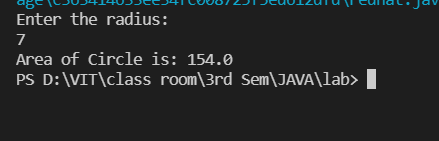 Enter the radius:
7
Area of Circle is: 154.0
PS D:\VIT\class room\3rd Sem\JAVA\lab>